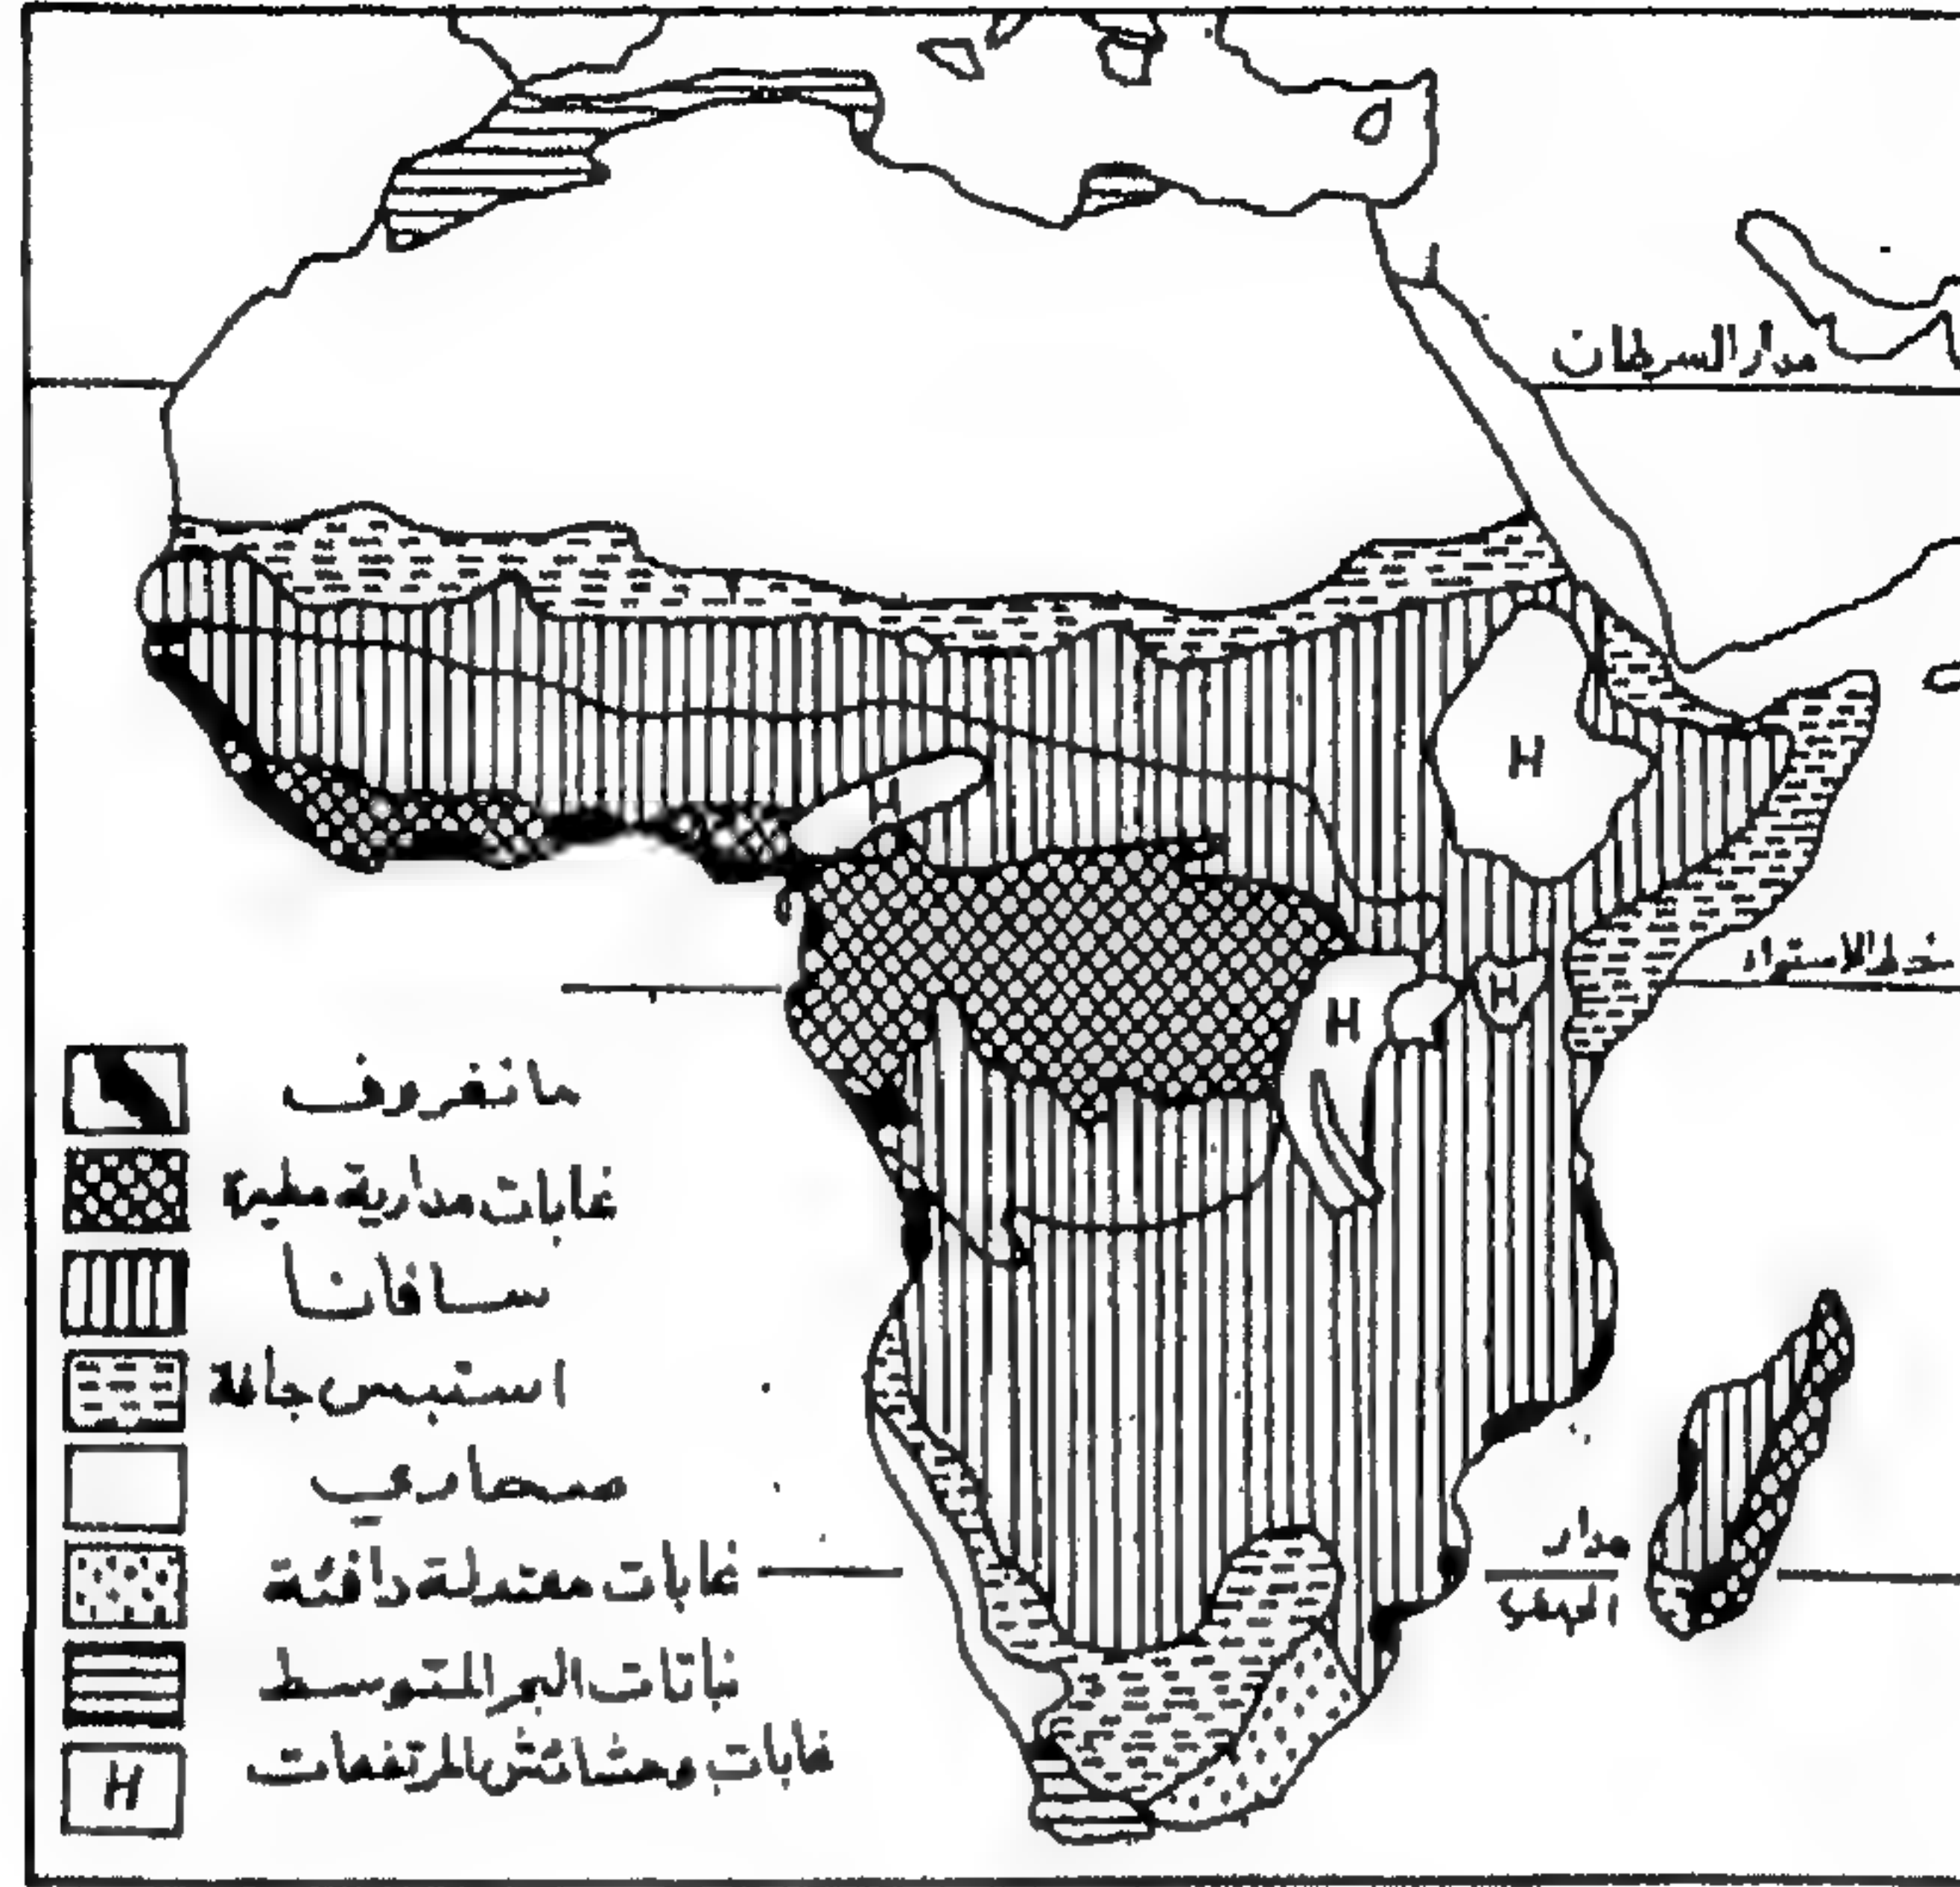 مدار السرطان
H
H
خط الاستواء
H
H
مانغروف
غابات مدارية مطيرة
سافانا
استبس جافة
صحاري
غابات معتدلة دافئة
مدار
الجدي
نباتات البحر المتوسط
H غابات وحشائش المرتفعات